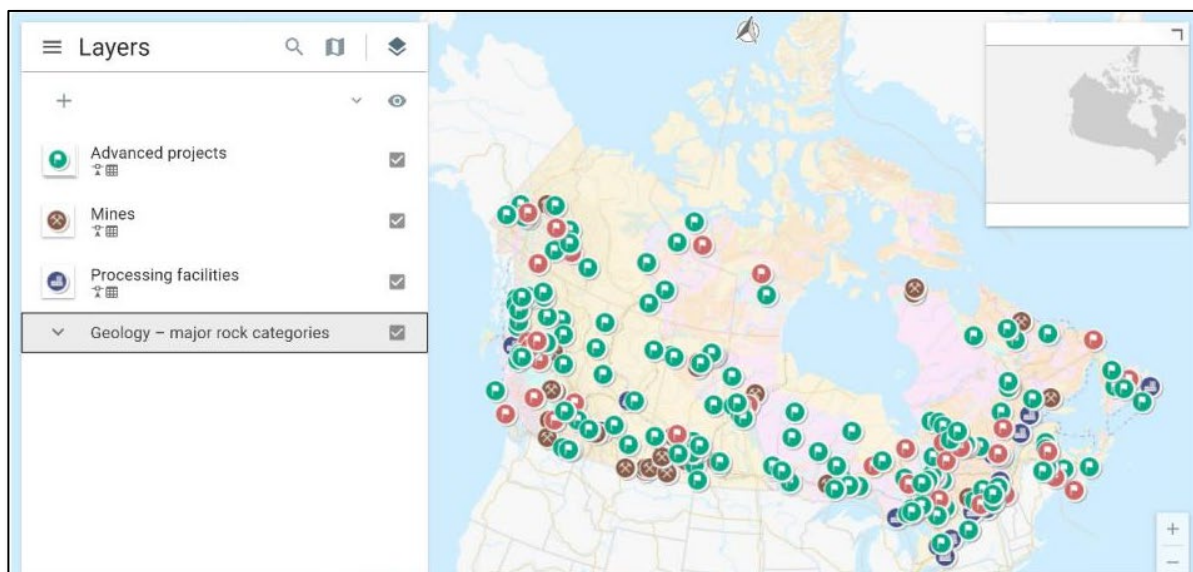 Layers
Advanced projects
Mines
Processing facilities
Geology – major rock categories